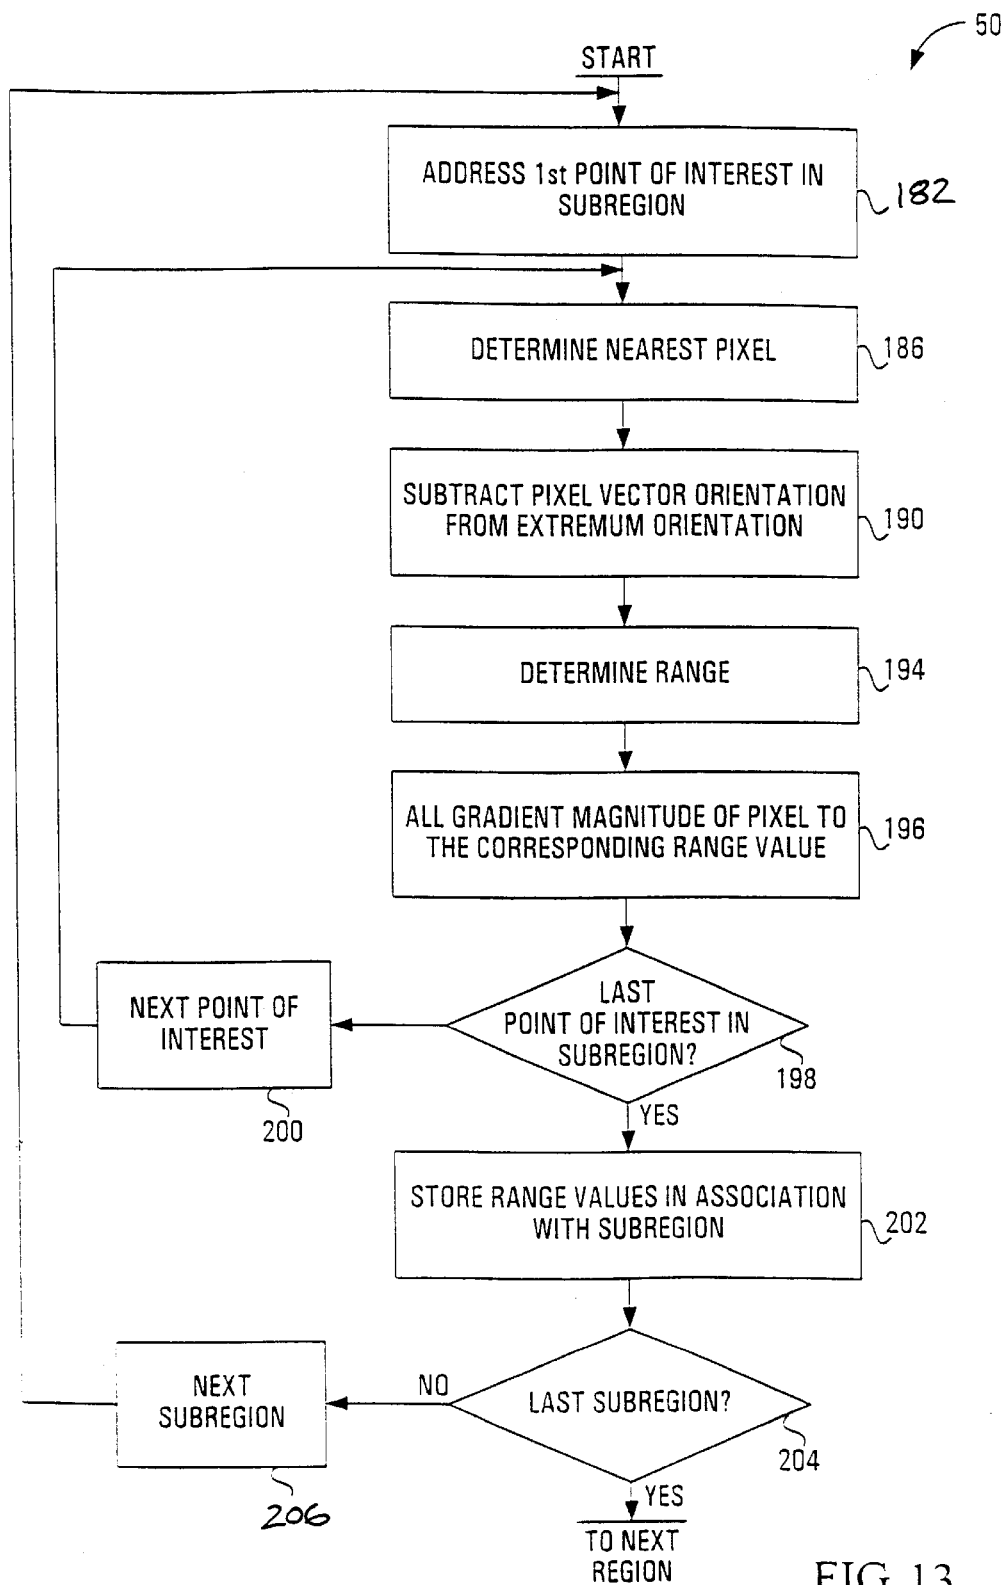 50
START
ADDRESS 1st POINT OF INTEREST IN
SUBREGION
182
DETERMINE NEAREST PIXEL
186
SUBTRACT PIXEL VECTOR ORIENTATION
FROM EXTREMUM ORIENTATION
190
DETERMINE RANGE
194
ALL GRADIENT MAGNITUDE OF PIXEL TO
THE CORRESPONDING RANGE VALUE
196
LAST
POINT OF INTEREST IN
SUBREGION?
198
NEXT POINT OF
INTEREST
200
YES
STORE RANGE VALUES IN ASSOCIATION
WITH SUBREGION
202
NEXT
SUBREGION
206
NO
LAST SUBREGION?
204
YES
TO NEXT
REGION
FIG. 13